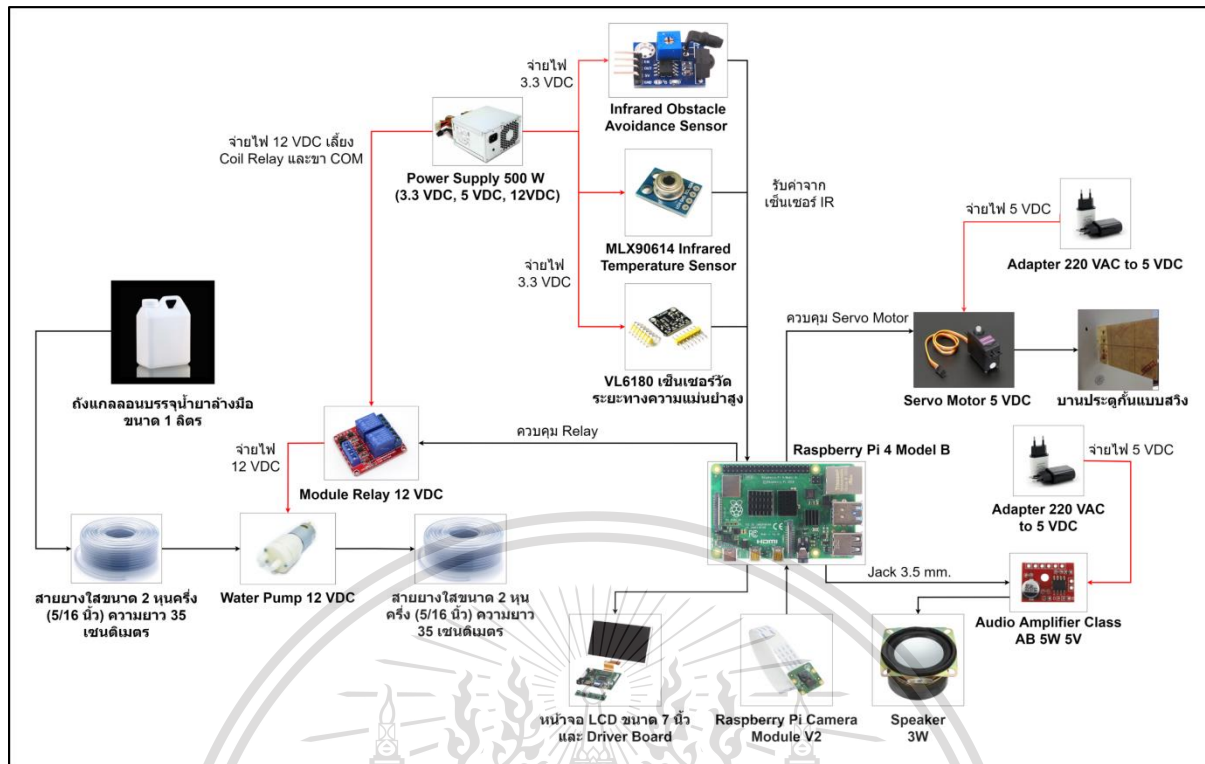 จ่ายไฟ
3.3 VDC
Infrared Obstacle
Avoidance Sensor
จ่ายไฟ 12 VDC เลี้ยง
Coil Relay และขา COM
Power Supply 500 W
(3.3 VDC, 5 VDC, 12VDC)
รับค่าจาก
เซ็นเซอร์ IR
MLX90614 Infrared
Temperature Sensor
จ่ายไฟ
3.3 VDC
จ่ายไฟ 5 VDC
Adapter 220 VAC to 5 VDC
VL6180 เซ็นเซอร์วัด
ระยะทางความแม่นยำสูง
ควบคุม Servo Motor
Servo Motor 5 VDC
บานประตูกั้นแบบสวิง
ถังแกลลอนบรรจุน้ำยาล้างมือ
ขนาด 1 ลิตร
ควบคุม Relay
จ่ายไฟ
12 VDC
Module Relay 12 VDC
Raspberry Pi 4 Model B
HDMI
จ่ายไฟ 5 VDC
Adapter 220 VAC
to 5 VDC
Jack 3.5 mm.
Audio Amplifier Class
AB 5W 5V
สายยางใสขนาด 2 หุนครึ่ง
(5/16 นิ้ว) ความยาว 35
เซนติเมตร
Water Pump 12 VDC
สายยางใสขนาด 2 หุน
ครึ่ง (5/16 นิ้ว) ความยาว
35 เซนติเมตร
หน้าจอ LCD ขนาด 7 นิ้ว
และ Driver Board
Raspberry Pi Camera
Module V2
Speaker
3W